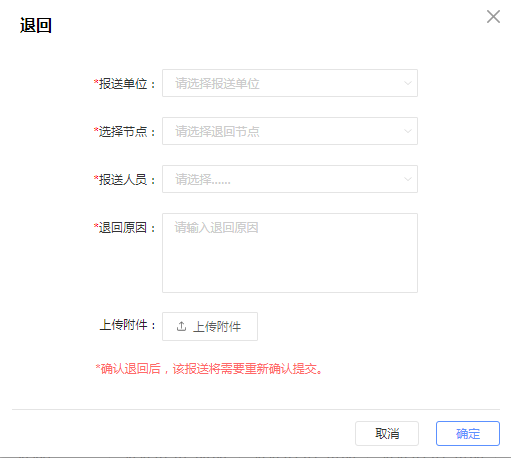 退回
*报送单位： 请选择报送单位
*选择节点： 请选择退回节点
*报送人员： 请选择......
*退回原因： 请输入退回原因
上传附件： 上传附件
*确认退回后，该报送将需要重新确认提交。
取消 确定